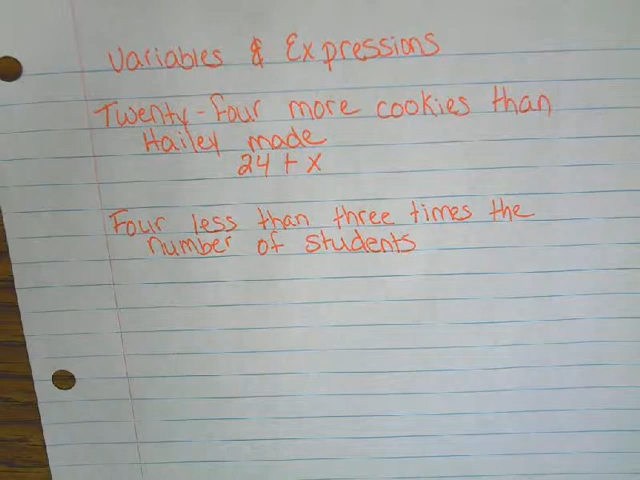 Variables & Expressions
Twenty-four more cookies than
Hailey made
24 + x
Four less than three times the
number of students